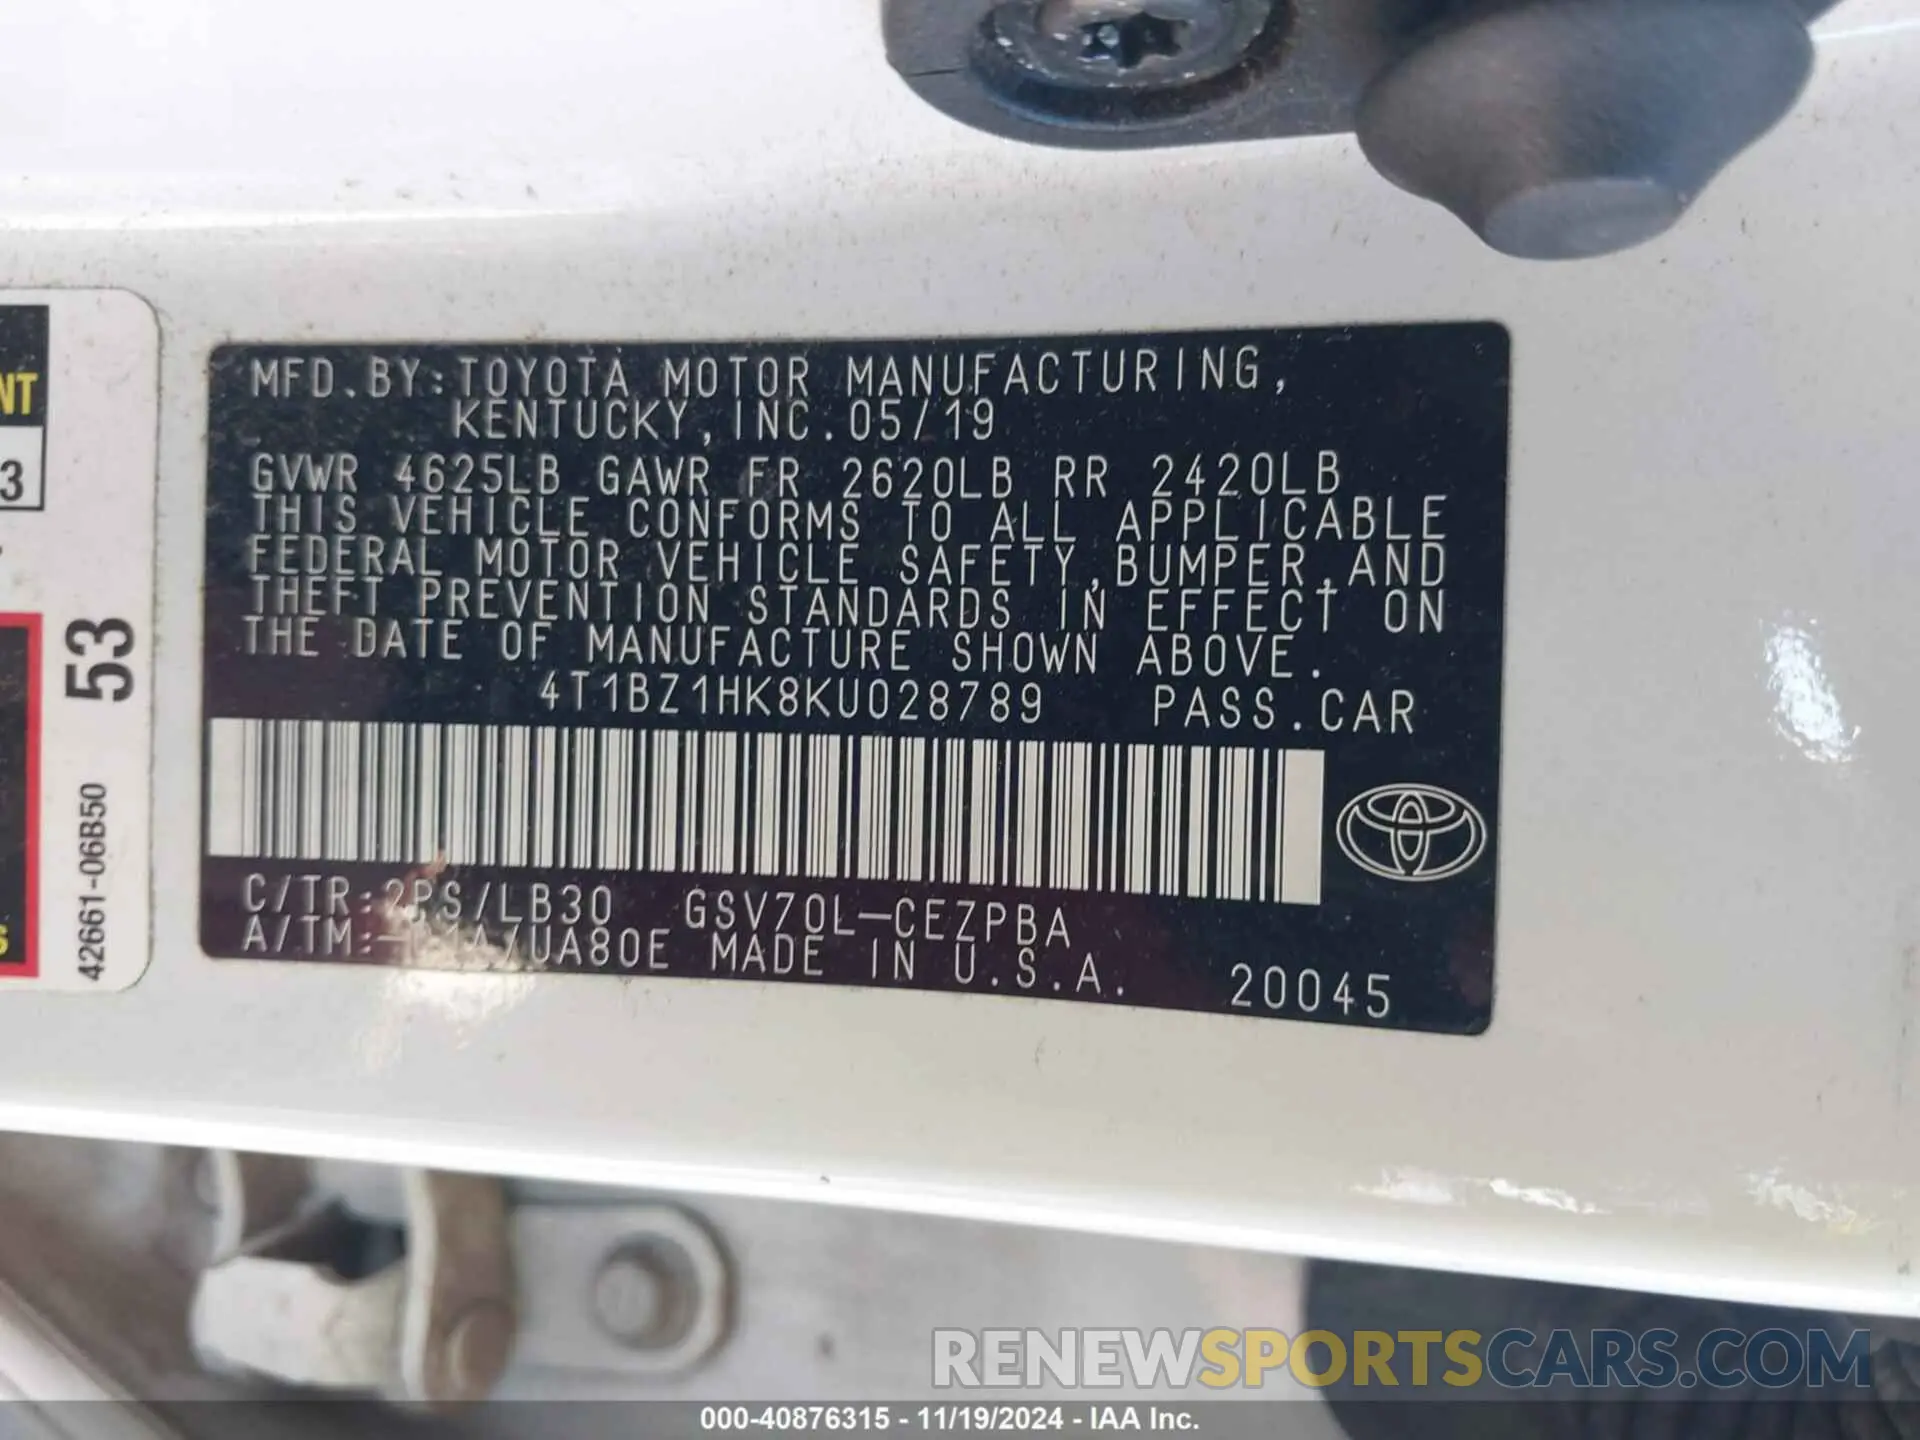 MFD.BY:TOYOTA MOTOR MANUFACTURING,
KENTUCKY,INC.05/19
GVWR 4625LB GAWR FR 2620LB RR 2420LB
THIS VEHICLE CONFORMS TO ALL APPLICABLE
FEDERAL MOTOR VEHICLE SAFETY,BUMPER,AND
THEFT PREVENTION STANDARDS IN EFFECT ON
THE DATE OF MANUFACTURE SHOWN ABOVE.
4T1BZ1HK8KU028789 PASS.CAR
C/TR:2PS/LB30 GSV70L-CEZPBA
A/TM: /UA80E MADE IN U.S.A.
20045
NT
3
53
42661-06B50
S
RENEWSPORTSCARS.COM
000-40876315 - 11/19/2024 - IAA Inc.